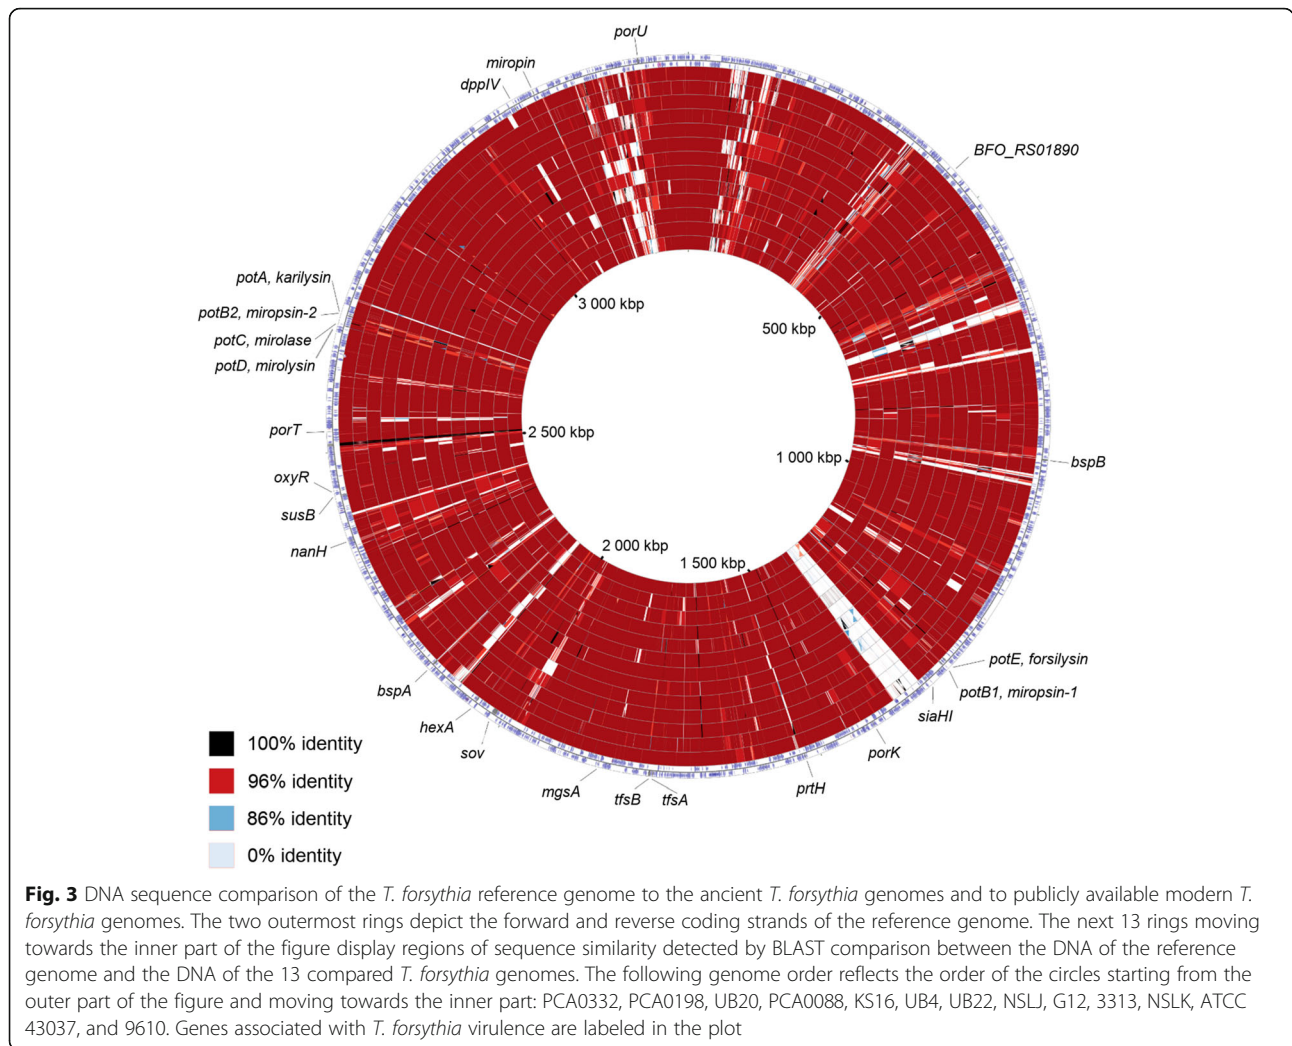 porU
miropin
dppIV
BFO_RS01890
potA, karilysin
potB2, miropsin-2
potC, mirolase
potD, mirolysin
3 000 kbp
500 kbp
porT
2 500 kbp
1 000 kbp
bspB
oxyR
susB
nanH
2 000 kbp
1 500 kbp
potE, forsilysin
potB1, miropsin-1
siaHI
bspA
hexA
sov
porK
prtH
mgsA
tfsB
tfsA
100% identity
96% identity
86% identity
0% identity
Fig. 3 DNA sequence comparison of the T. forsythia reference genome to the ancient T. forsythia genomes and to publicly available modern T.
forsythia genomes. The two outermost rings depict the forward and reverse coding strands of the reference genome. The next 13 rings moving
towards the inner part of the figure display regions of sequence similarity detected by BLAST comparison between the DNA of the reference
genome and the DNA of the 13 compared T. forsythia genomes. The following genome order reflects the order of the circles starting from the
outer part of the figure and moving towards the inner part: PCA0332, PCA0198, UB20, PCA0088, KS16, UB4, UB22, NSLJ, G12, 3313, NSLK, ATCC
43037, and 9610. Genes associated with T. forsythia virulence are labeled in the plot